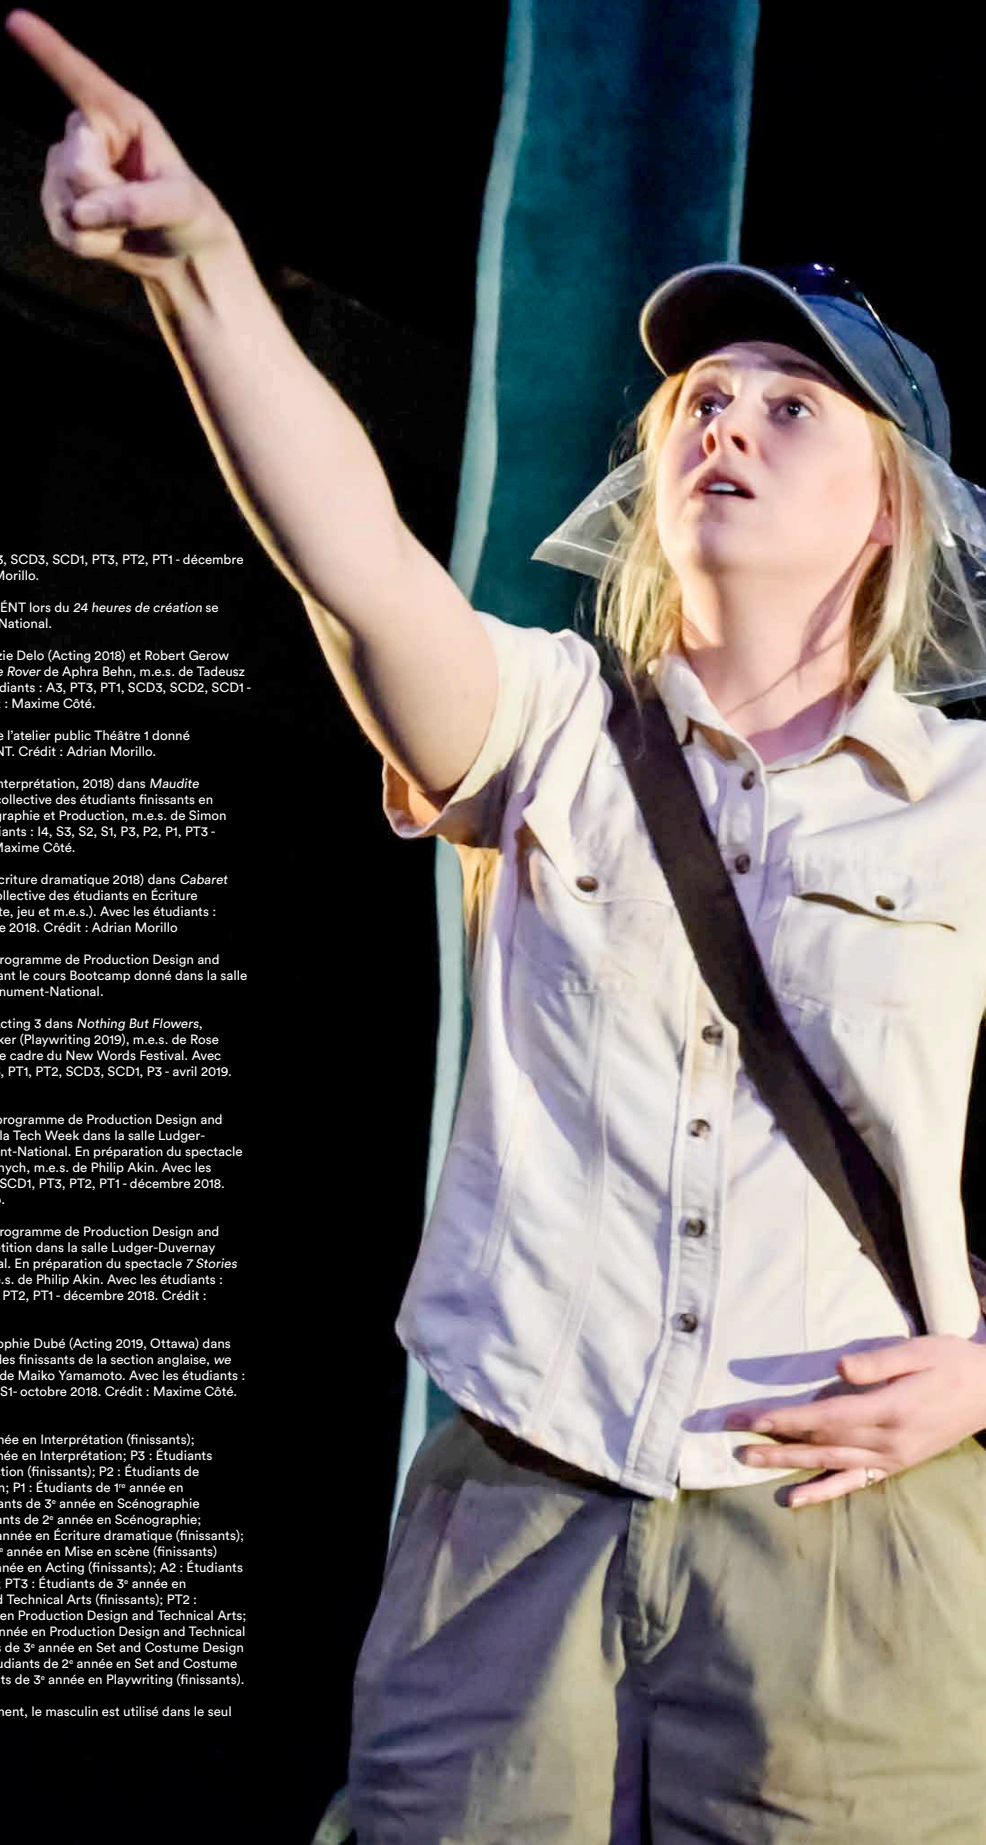 3, SCD3, SCD1, PT3, PT2, PT1 - décembre
Morillo.
ÉNT lors du 24 heures de création se
National.
zie Delo (Acting 2018) et Robert Gerow
e Rover de Aphra Behn, m.e.s. de Tadeusz
diants : A3, PT3, PT1, SCD3, SCD2, SCD1 -
: Maxime Côté.
e l’atelier public Théâtre 1 donné
NT. Crédit : Adrian Morillo.
nterprétation, 2018) dans Maudite
collective des étudiants finissants en
graphie et Production, m.e.s. de Simon
iants : I4, S3, S2, S1, P3, P2, P1, PT3 -
Maxime Côté.
criture dramatique 2018) dans Cabaret
ollective des étudiants en Écriture
te, jeu et m.e.s.). Avec les étudiants :
e 2018. Crédit : Adrian Morillo
rogramme de Production Design and
ant le cours Bootcamp donné dans la salle
nument-National.
cting 3 dans Nothing But Flowers,
ker (Playwriting 2019), m.e.s. de Rose
e cadre du New Words Festival. Avec
, PT1, PT2, SCD3, SCD1, P3 - avril 2019.
programme de Production Design and
la Tech Week dans la salle Ludger-
nt-National. En préparation du spectacle
nych, m.e.s. de Philip Akin. Avec les
SCD1, PT3, PT2, PT1 - décembre 2018.
o.
rogramme de Production Design and
tition dans la salle Ludger-Duvernay
al. En préparation du spectacle 7 Stories
.s. de Philip Akin. Avec les étudiants :
PT2, PT1 - décembre 2018. Crédit :
ophie Dubé (Acting 2019, Ottawa) dans
les finissants de la section anglaise, we
de Maiko Yamamoto. Avec les étudiants :
S1- octobre 2018. Crédit : Maxime Côté.
née en Interprétation (finissants);
née en Interprétation; P3 : Étudiants
tion (finissants); P2 : Étudiants de
n; P1 : Étudiants de 1re année en
ants de 3e année en Scénographie
nts de 2e année en Scénographie;
année en Écriture dramatique (finissants);
e année en Mise en scène (finissants)
née en Acting (finissants); A2 : Étudiants
; PT3 : Étudiants de 3e année en
d Technical Arts (finissants); PT2 :
en Production Design and Technical Arts;
nnée en Production Design and Technical
s de 3e année en Set and Costume Design
udiants de 2e année en Set and Costume
ts de 3e année en Playwriting (finissants).
ment, le masculin est utilisé dans le seul